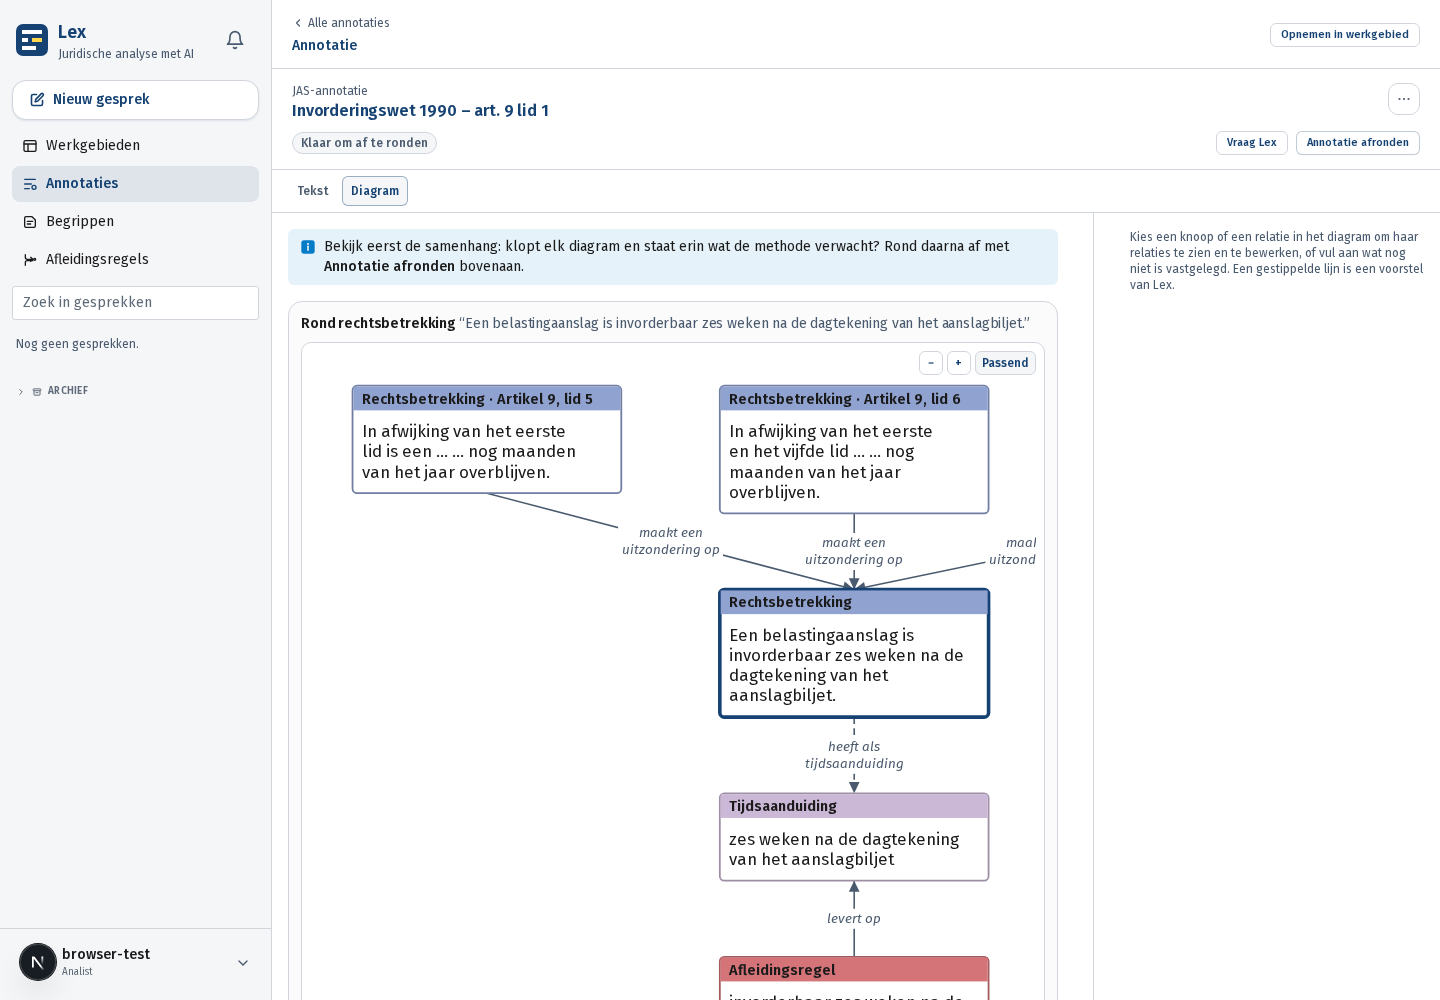 Lex
Juridische analyse met AI
Nieuw gesprek
Werkgebieden
Annotaties
Begrippen
Afleidingsregels
Zoek in gesprekken
Nog geen gesprekken.
ARCHIEF
browser-test
Analist
Alle annotaties
Annotatie
Opnemen in werkgebied
JAS-annotatie
Invorderingswet 1990 – art. 9 lid 1
...
Klaar om af te ronden
Vraag Lex
Annotatie afronden
Tekst
Diagram
Bekijk eerst de samenhang: klopt elk diagram en staat erin wat de methode verwacht? Rond daarna af met
Annotatie afronden bovenaan.
Rond rechtsbetrekking “Een belastingaanslag is invorderbaar zes weken na de dagtekening van het aanslagbiljet.”
−
+
Passend
Rechtsbetrekking · Artikel 9, lid 5
In afwijking van het eerste
lid is een ... ... nog maanden
van het jaar overblijven.
Rechtsbetrekking · Artikel 9, lid 6
In afwijking van het eerste
en het vijfde lid ... ... nog
maanden van het jaar
overblijven.
maakt een
uitzondering op
maakt een
uitzondering op
maal
uitzond
Rechtsbetrekking
Een belastingaanslag is
invorderbaar zes weken na de
dagtekening van het
aanslagbiljet.
heeft als
tijdsaanduiding
Tijdsaanduiding
zes weken na de dagtekening
van het aanslagbiljet
levert op
Afleidingsregel
invorderbaar zes weken na de
Kies een knoop of een relatie in het diagram om haar
relaties te zien en te bewerken, of vul aan wat nog
niet is vastgelegd. Een gestippelde lijn is een voorstel
van Lex.